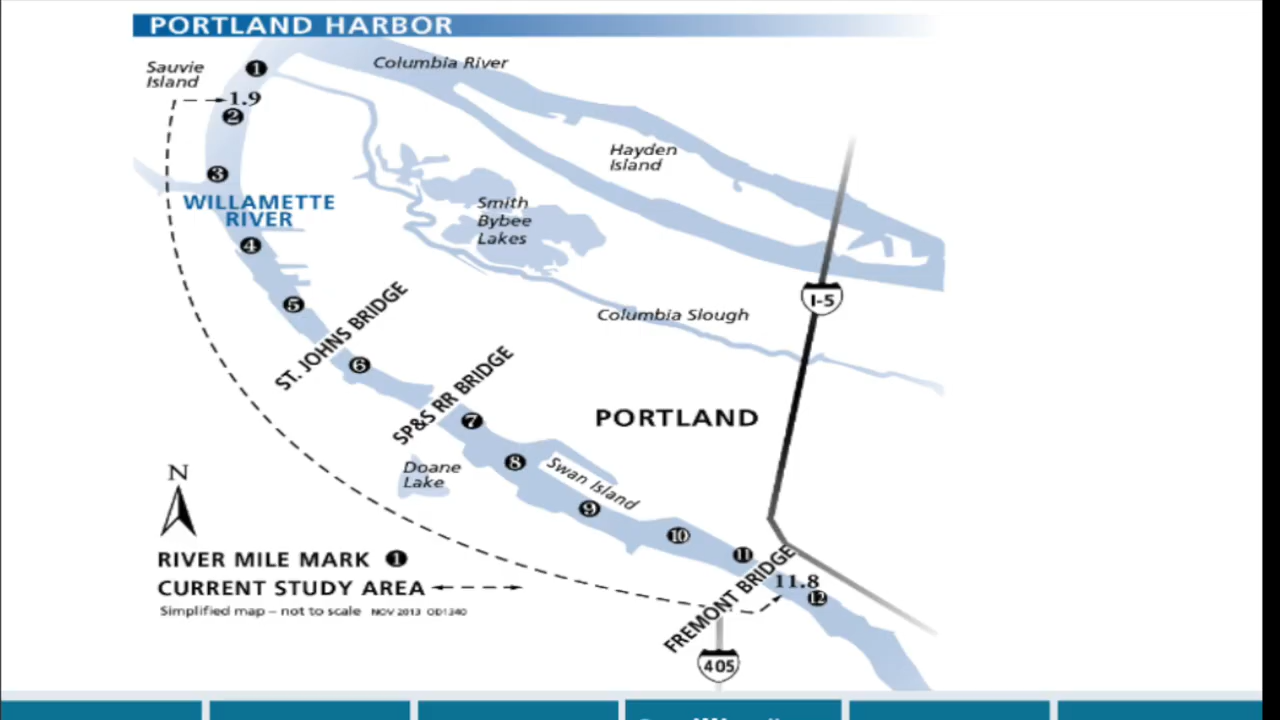 PORTLAND HARBOR
Sauvie
Island
1
Columbia River
1.9
2
Hayden
Island
3
WILLAMETTE
RIVER
Smith
Bybee
Lakes
4
I-5
5
Columbia Slough
ST. JOHNS BRIDGE
6
SP&S RR BRIDGE
7
PORTLAND
8
Doane
Lake
Swan Island
N
9
10
11
RIVER MILE MARK 1
CURRENT STUDY AREA
11.8
12
FREMONT BRIDGE
Simplified map – not to scale NOV 2013 OD1340
405